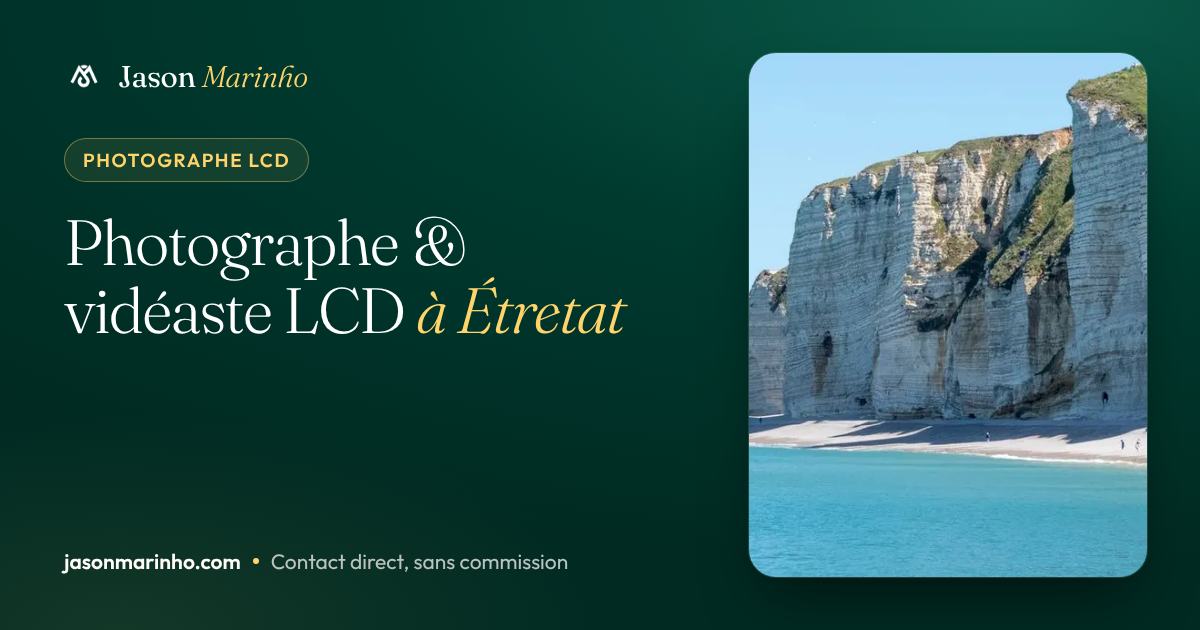 Jason Marinho
PHOTOGRAPHE LCD
Photographe &
vidéaste LCD à Étretat
jasonmarinho.com • Contact direct, sans commission